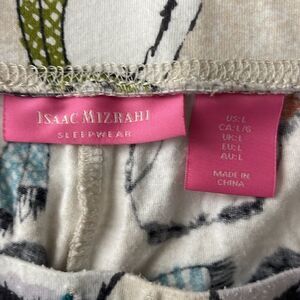 ISAAC MIZRAHI
SLEEPWEAR
US: L
CA: L/G
UK: L
EU: L
AU: L
MADE IN
CHINA